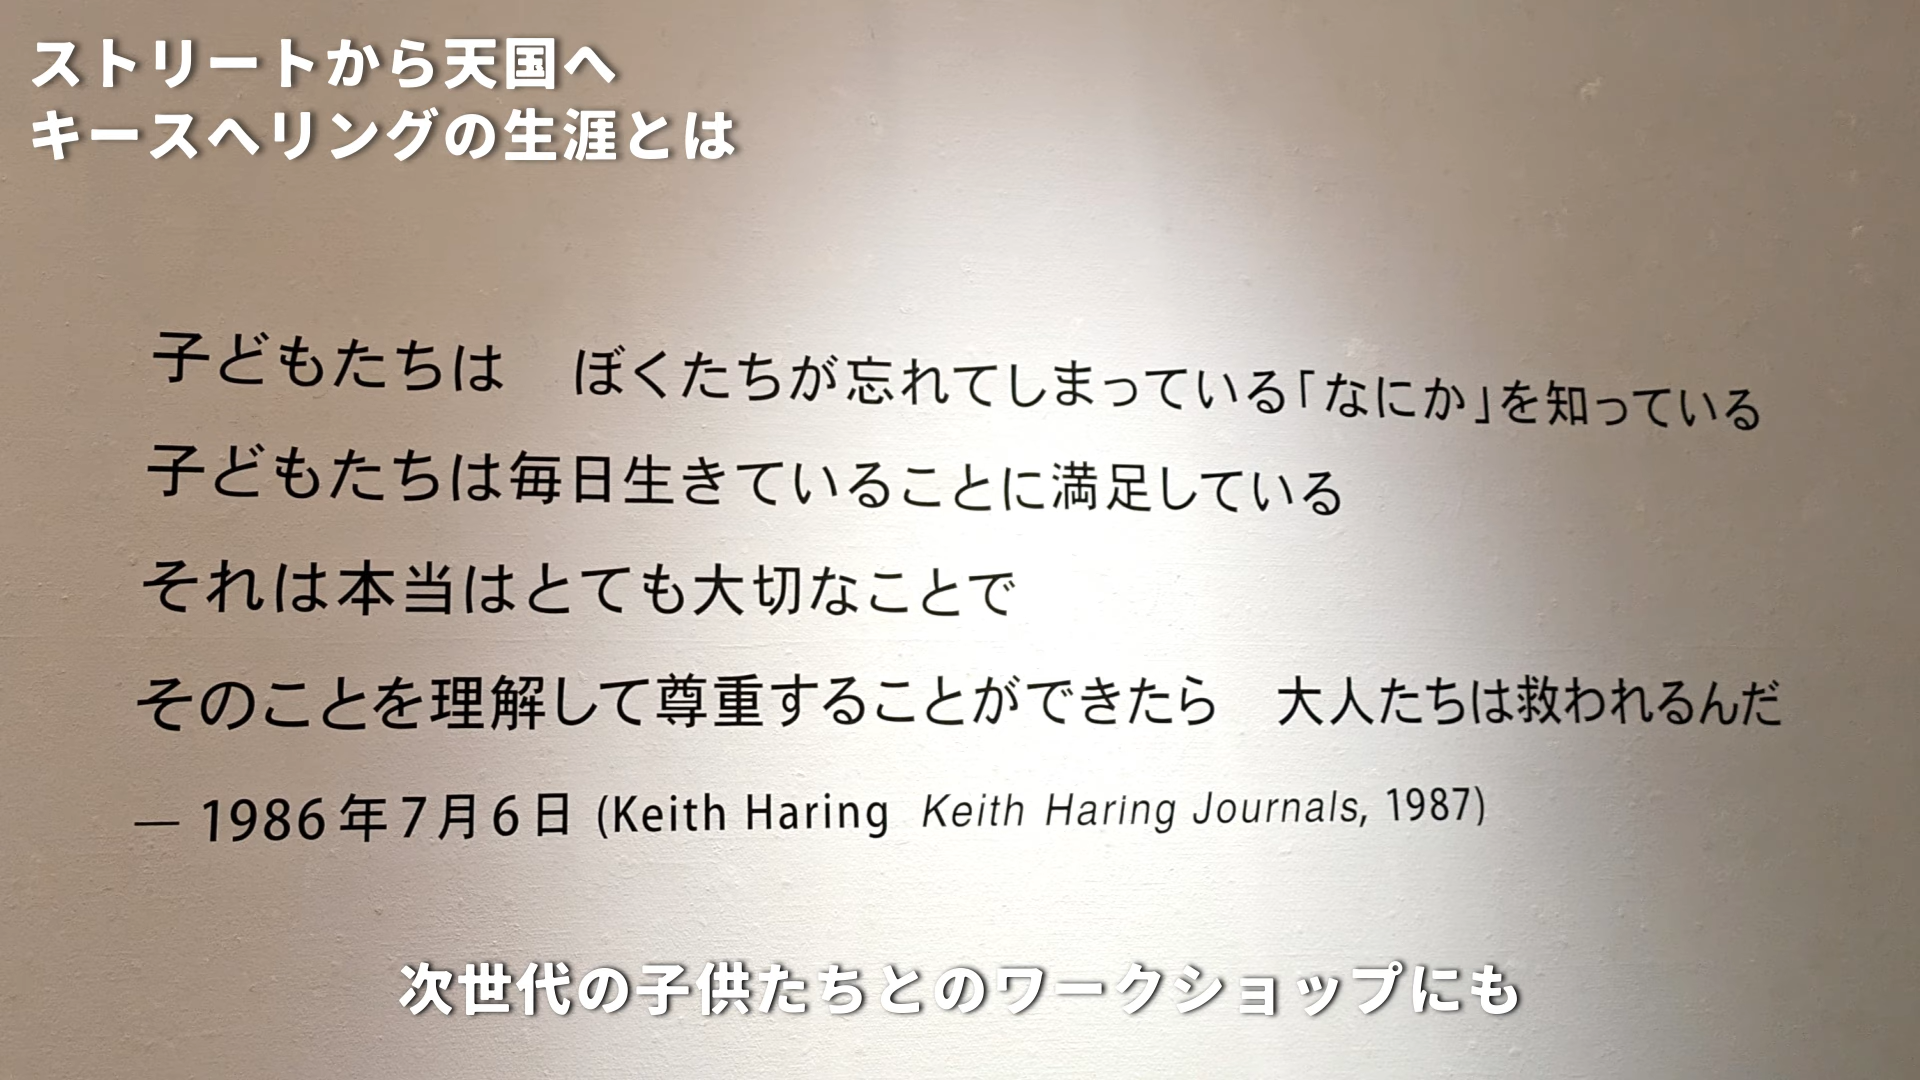 ストリートから天国へ
キースヘリングの生涯とは
子どもたちは　ぼくたちが忘れてしまっている「なにか」を知っている
子どもたちは毎日生きていることに満足している
それは本当はとても大切なことで
そのことを理解して尊重することができたら　大人たちは救われるんだ
— 1986年7月6日 (Keith Haring Keith Haring Journals, 1987)
次世代の子供たちとのワークショップにも